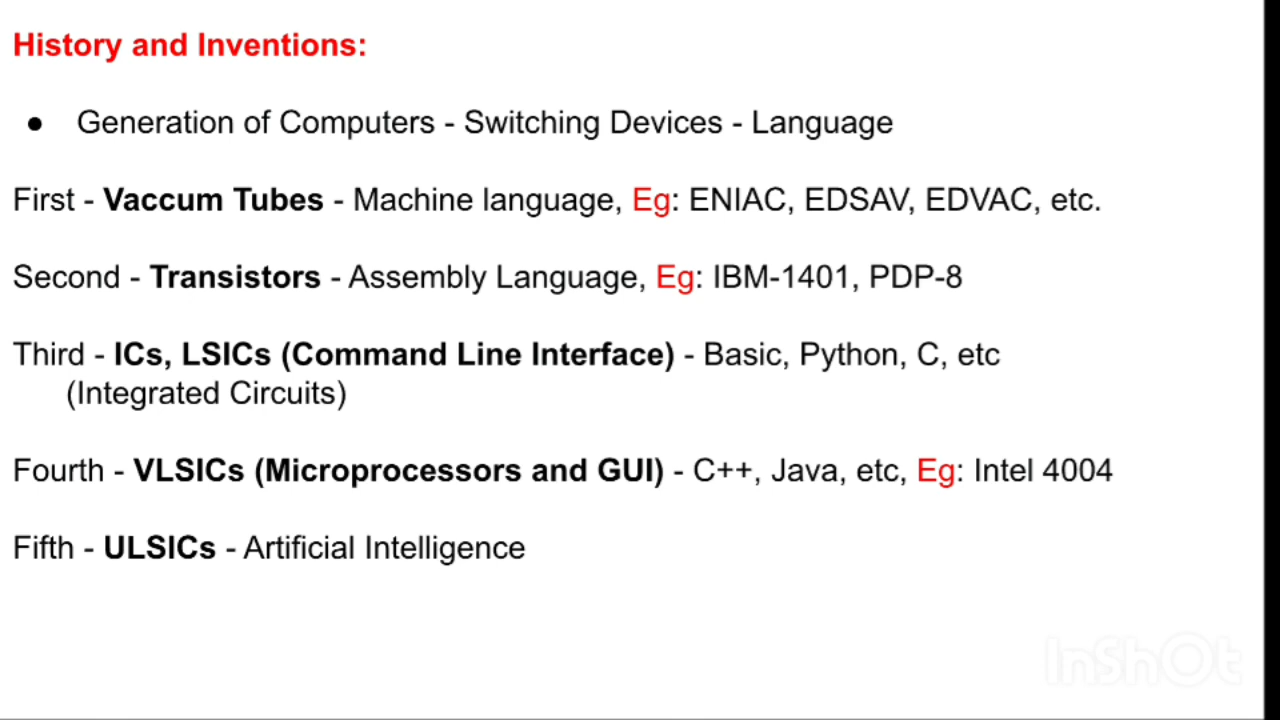 History and Inventions:
● Generation of Computers - Switching Devices - Language
First - Vaccum Tubes - Machine language, Eg: ENIAC, EDSAV, EDVAC, etc.
Second - Transistors - Assembly Language, Eg: IBM-1401, PDP-8
Third - ICs, LSICs (Command Line Interface) - Basic, Python, C, etc
(Integrated Circuits)
Fourth - VLSICs (Microprocessors and GUI) - C++, Java, etc, Eg: Intel 4004
Fifth - ULSICs - Artificial Intelligence
InShOt